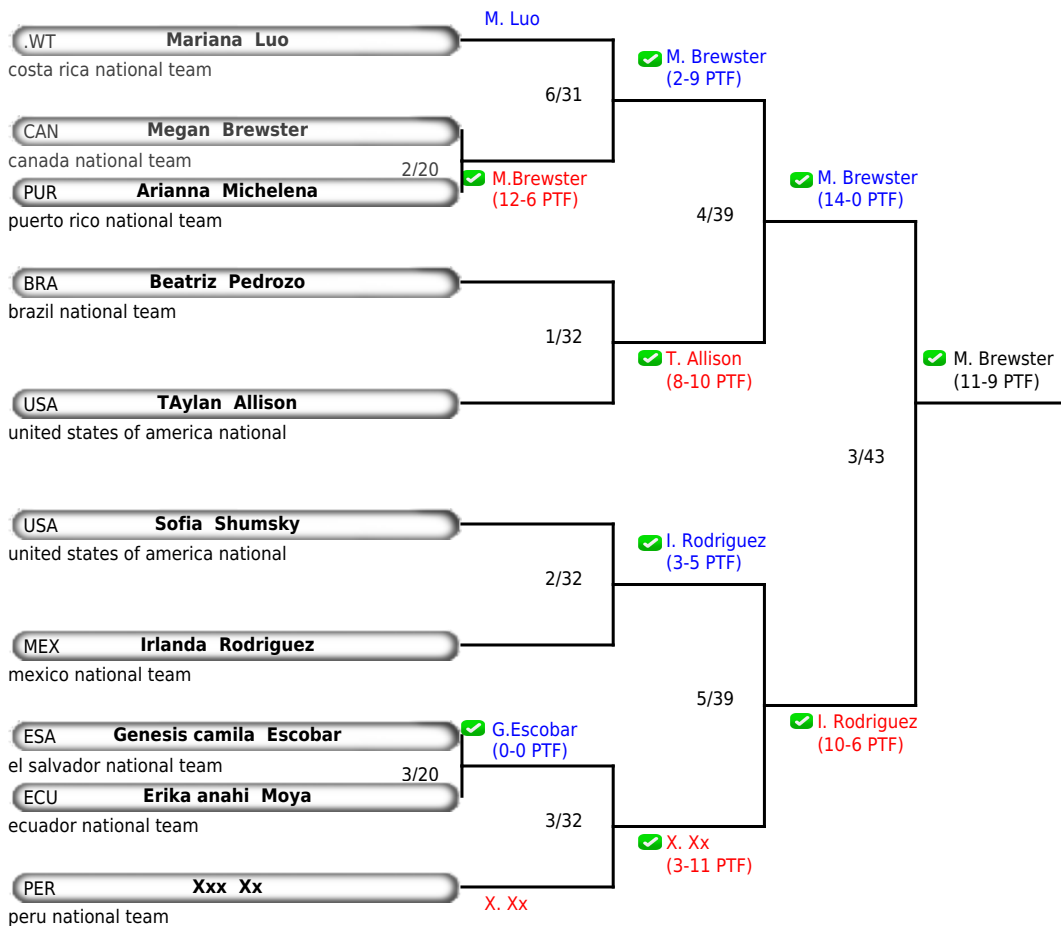 M. Luo
.WT Mariana Luo
costa rica national team
M. Brewster
(2-9 PTF)
6/31
CAN Megan Brewster
canada national team
2/20
PUR Arianna Michelena
puerto rico national team
M.Brewster
(12-6 PTF)
M. Brewster
(14-0 PTF)
4/39
BRA Beatriz Pedrozo
brazil national team
1/32
T. Allison
(8-10 PTF)
USA TAylan Allison
united states of america national
M. Brewster
(11-9 PTF)
3/43
USA Sofia Shumsky
united states of america national
I. Rodriguez
(3-5 PTF)
2/32
MEX Irlanda Rodriguez
mexico national team
5/39
I. Rodriguez
(10-6 PTF)
ESA Genesis camila Escobar
el salvador national team
G.Escobar
(0-0 PTF)
3/20
ECU Erika anahi Moya
ecuador national team
3/32
X. Xx
(3-11 PTF)
PER Xxx Xx
peru national team
X. Xx